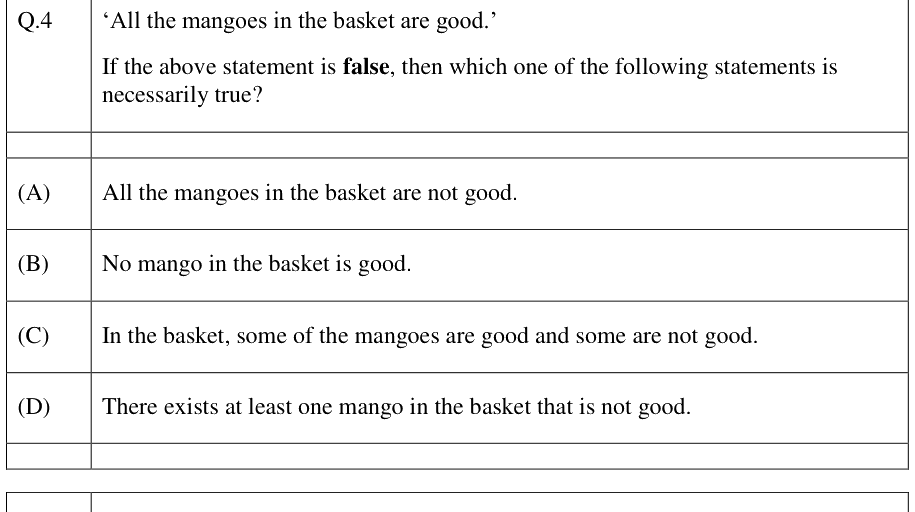 Q.4 ‘All the mangoes in the basket are good.’
If the above statement is false, then which one of the following statements is
necessarily true?
(A) All the mangoes in the basket are not good.
(B) No mango in the basket is good.
(C) In the basket, some of the mangoes are good and some are not good.
(D) There exists at least one mango in the basket that is not good.